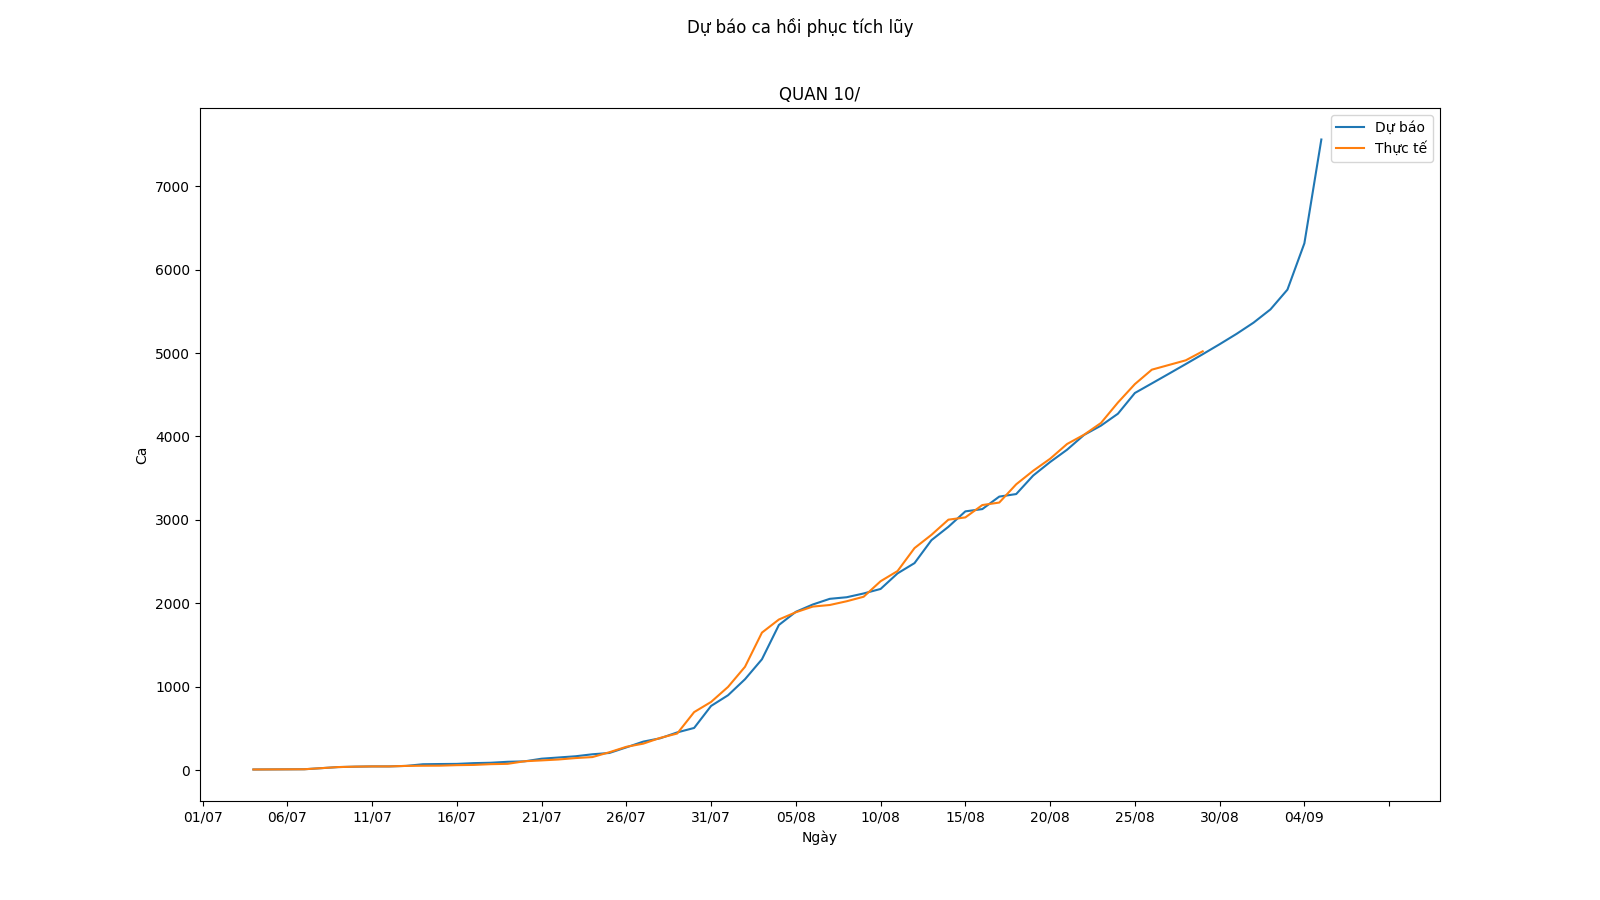 Dự báo ca hồi phục tích lũy
QUAN 10/
Dự báo
Thực tế
7000
6000
5000
4000
3000
2000
1000
0
Ca
01/07 06/07 11/07 16/07 21/07 26/07 31/07 05/08 10/08 15/08 20/08 25/08 30/08 04/09
Ngày